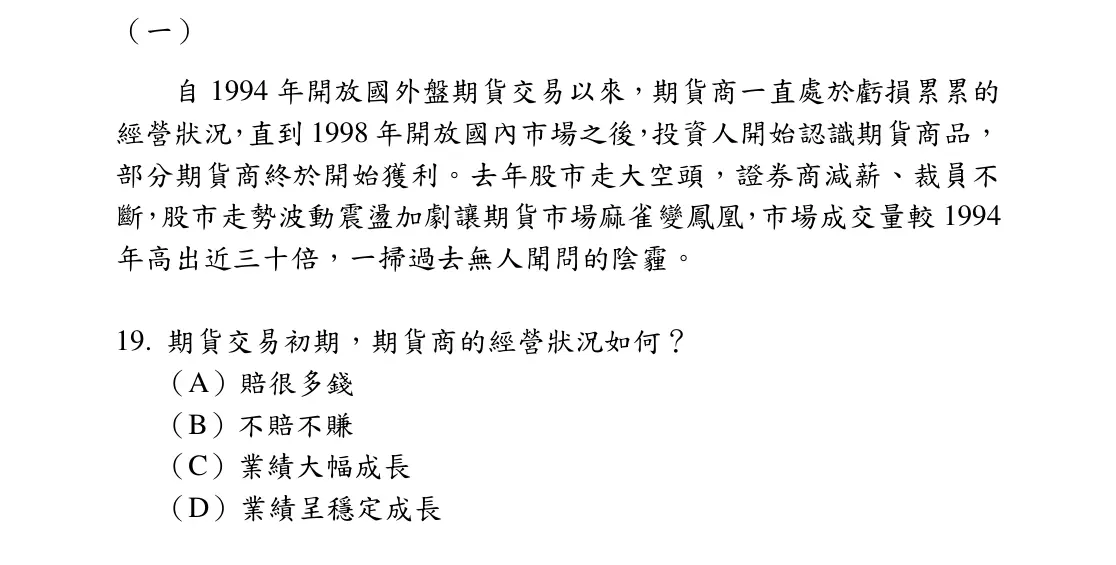 （一）
自 1994 年開放國外盤期貨交易以來，期貨商一直處於虧損累累的
經營狀況，直到 1998 年開放國內市場之後，投資人開始認識期貨商品，
部分期貨商終於開始獲利。去年股市走大空頭，證券商減薪、裁員不
斷，股市走勢波動震盪加劇讓期貨市場麻雀變鳳凰，市場成交量較 1994
年高出近三十倍，一掃過去無人聞問的陰霾。
19. 期貨交易初期，期貨商的經營狀況如何？
（A）賠很多錢
（B）不賠不賺
（C）業績大幅成長
（D）業績呈穩定成長